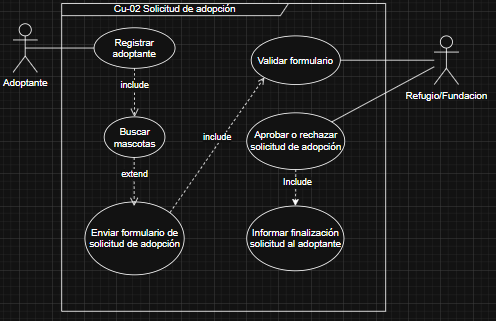 Cu-02 Solicitud de adopción
Registrar
adoptante
Adoptante
include
Buscar
mascotas
extend
Enviar formulario de
solicitud de adopción
include
Validar formulario
Refugio/Fundacion
Aprobar o rechazar
solicitud de adopción
Include
Informar finalización
solicitud al adoptante